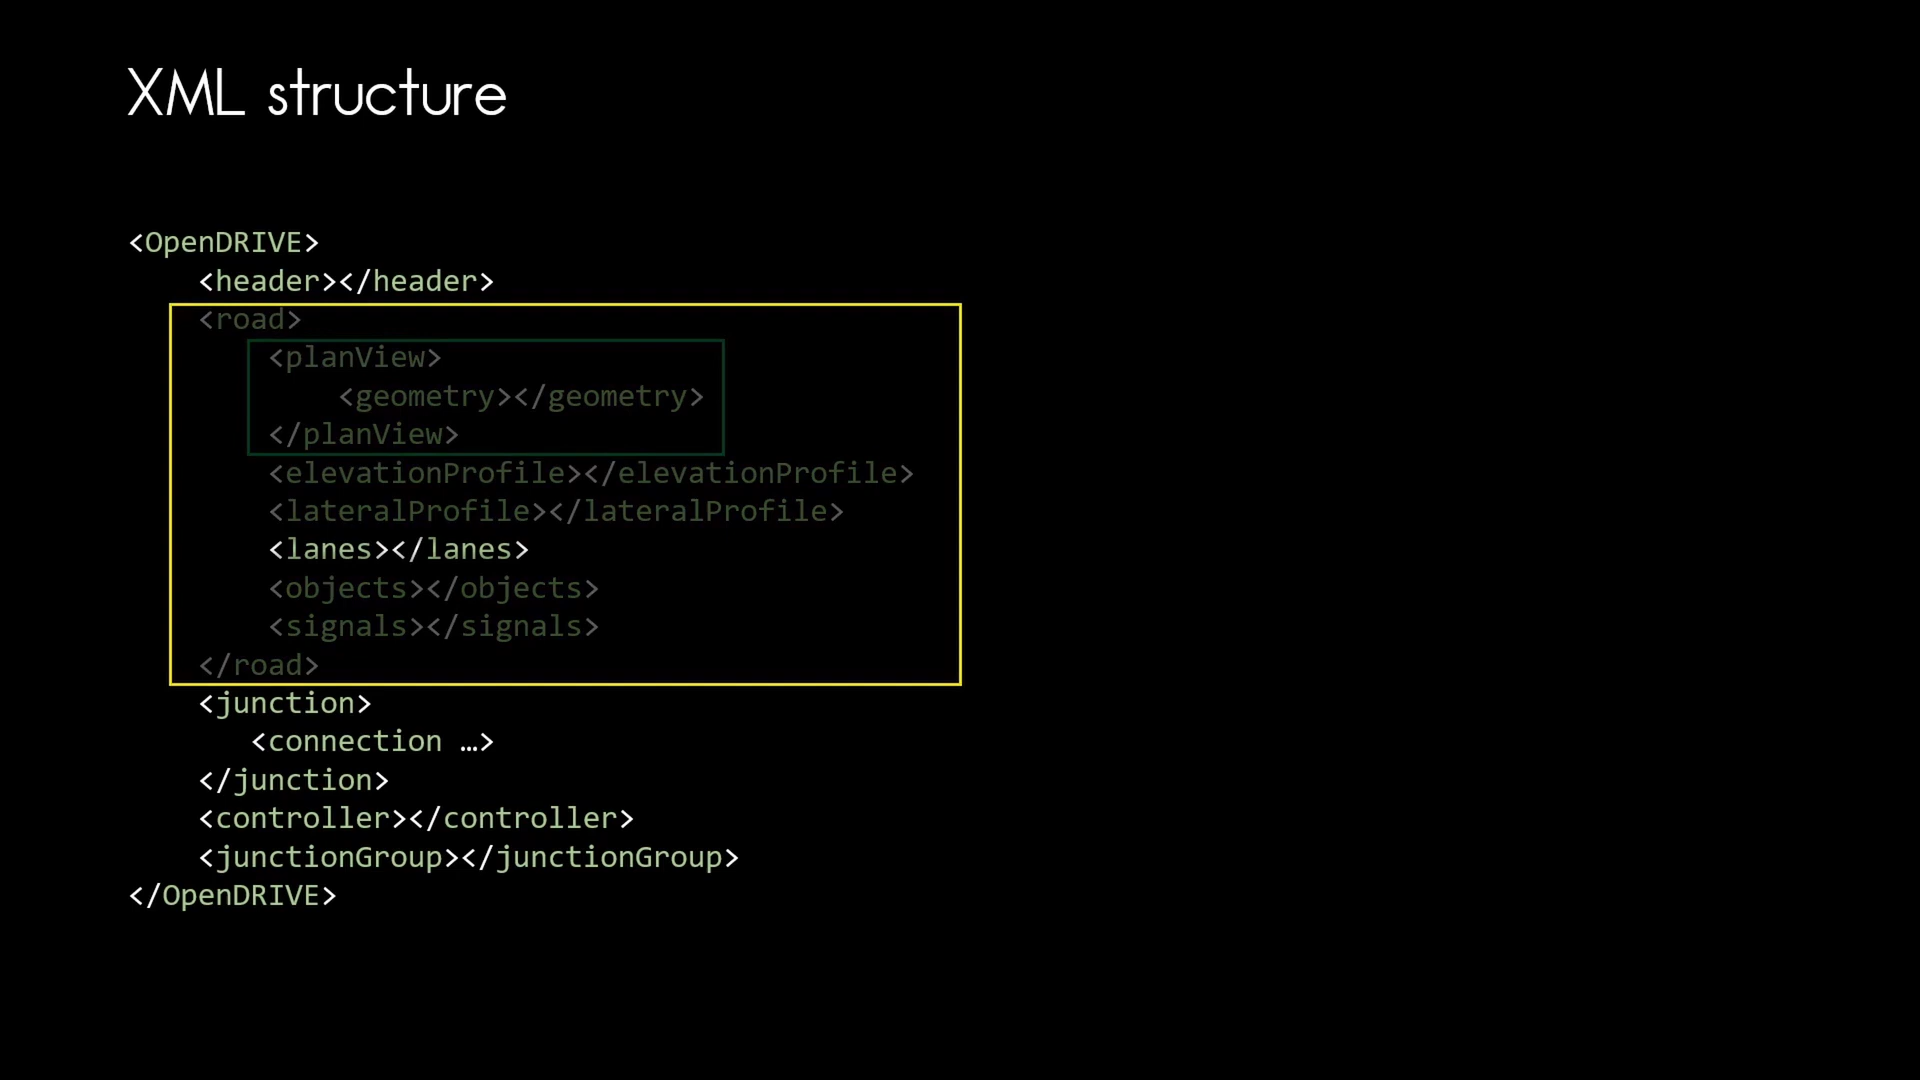 XML structure
<OpenDRIVE>
<header></header>
<road>
<planView>
<geometry></geometry>
</planView>
<elevationProfile></elevationProfile>
<lateralProfile></lateralProfile>
<lanes></lanes>
<objects></objects>
<signals></signals>
</road>
<junction>
<connection …>
</junction>
<controller></controller>
<junctionGroup></junctionGroup>
</OpenDRIVE>